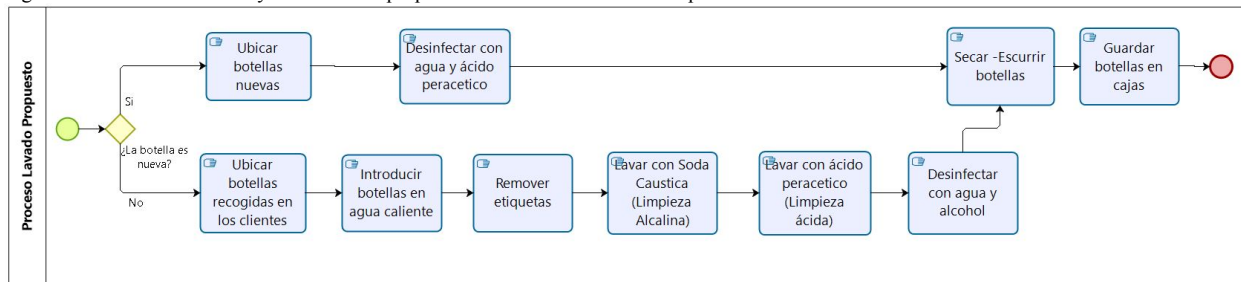 Proceso Lavado Propuesto
Ubicar
botellas
nuevas
Desinfectar con
agua y ácido
peracetico
Secar -Escurrir
botellas
Guardar
botellas en
cajas
Si
¿La botella es
nueva?
No
Ubicar
botellas
recogidas en
los clientes
Introducir
botellas en
agua caliente
Remover
etiquetas
Lavar con Soda
Caustica
(Limpieza
Alcalina)
Lavar con ácido
peracetico
(Limpieza
ácida)
Desinfectar
con agua y
alcohol